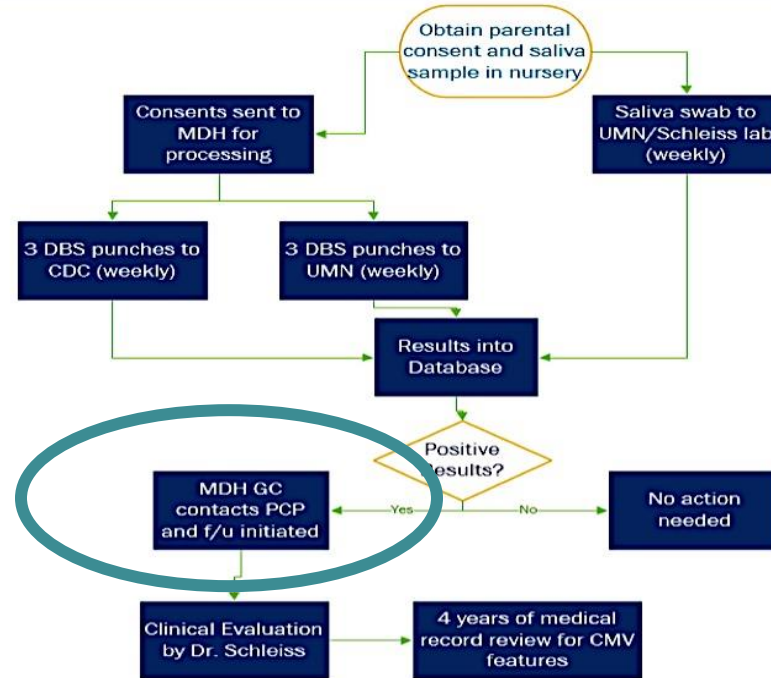 Obtain parental
consent and saliva
sample in nursery
Consents sent to
MDH for
processing
Saliva swab to
UMN/Schleiss lab
(weekly)
3 DBS punches to
CDC (weekly)
3 DBS punches to
UMN (weekly)
Results into
Database
Positive
Results?
MDH GC
contacts PCP
and f/u initiated
Yes
No
No action
needed
Clinical Evaluation
by Dr. Schleiss
4 years of medical
record review for CMV
features